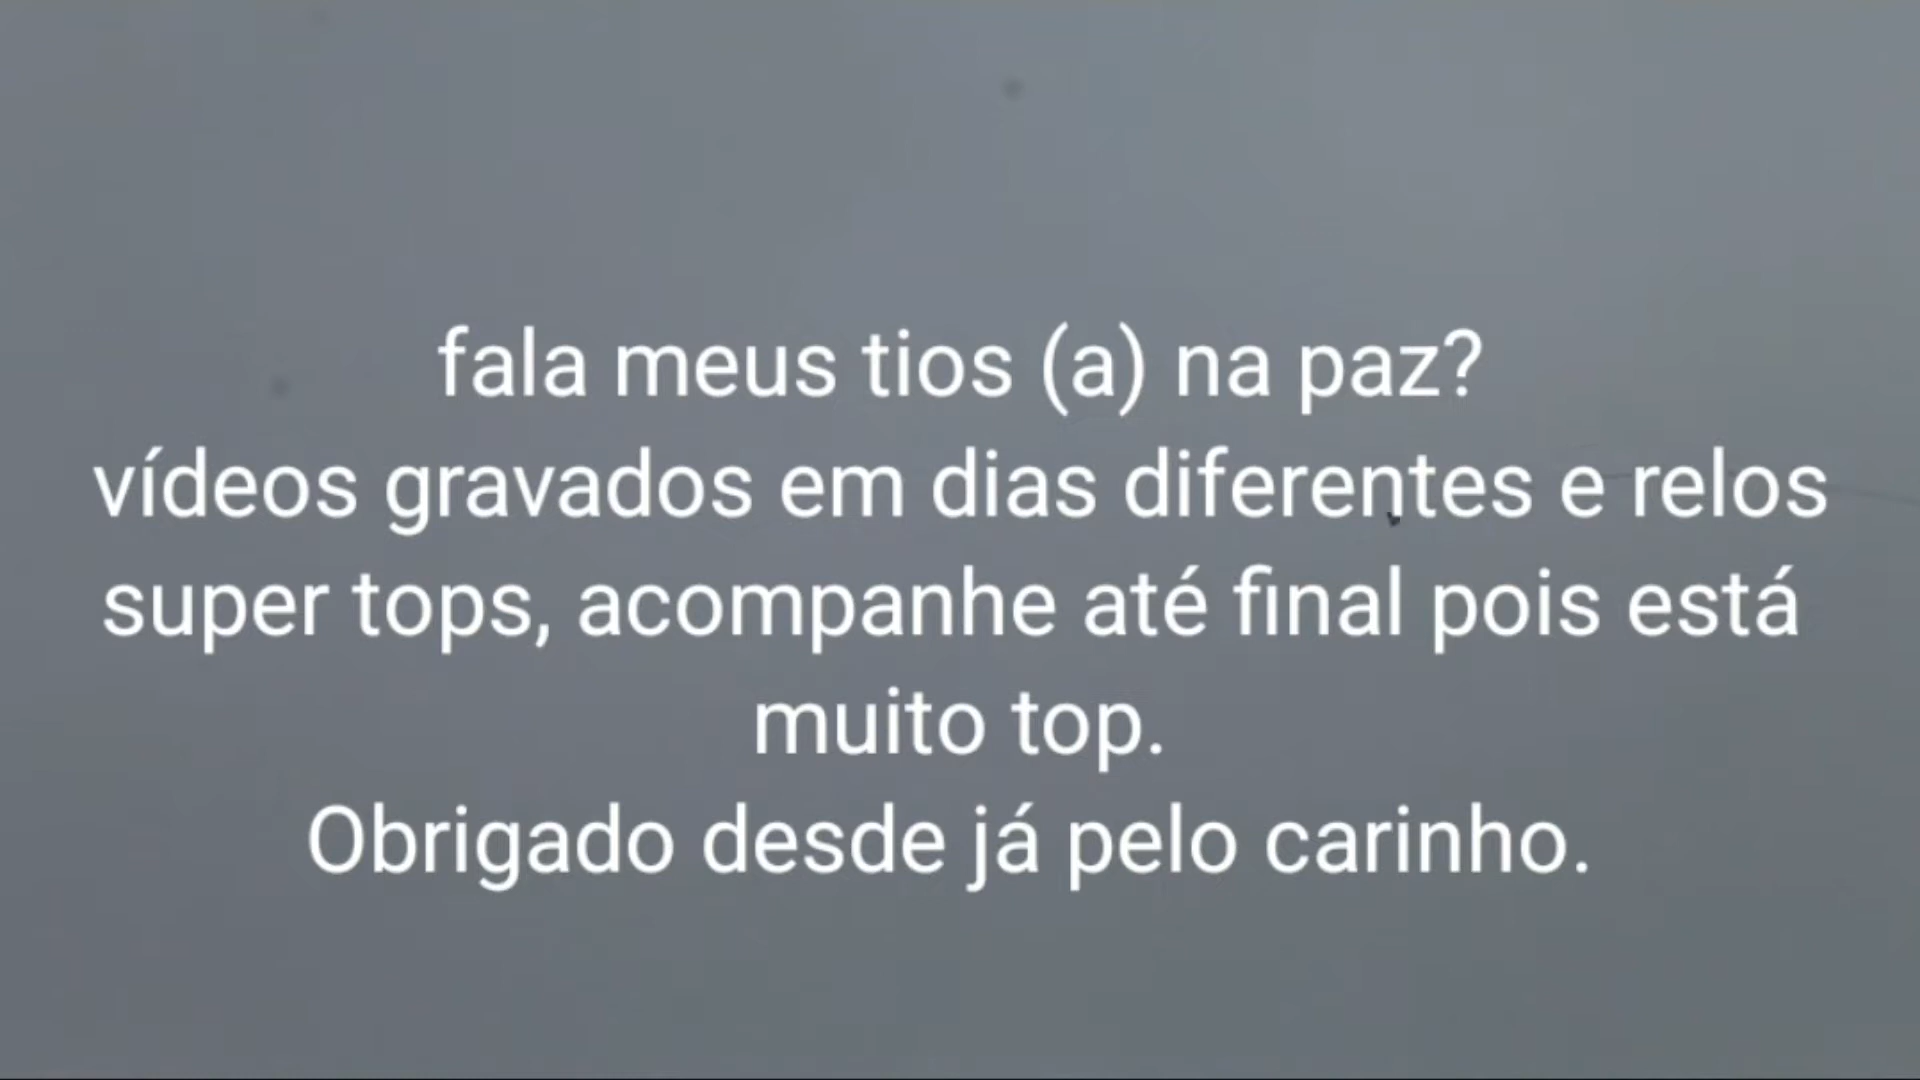 fala meus tios (a) na paz?
vídeos gravados em dias diferentes e relos
super tops, acompanhe até final pois está
muito top.
Obrigado desde já pelo carinho.